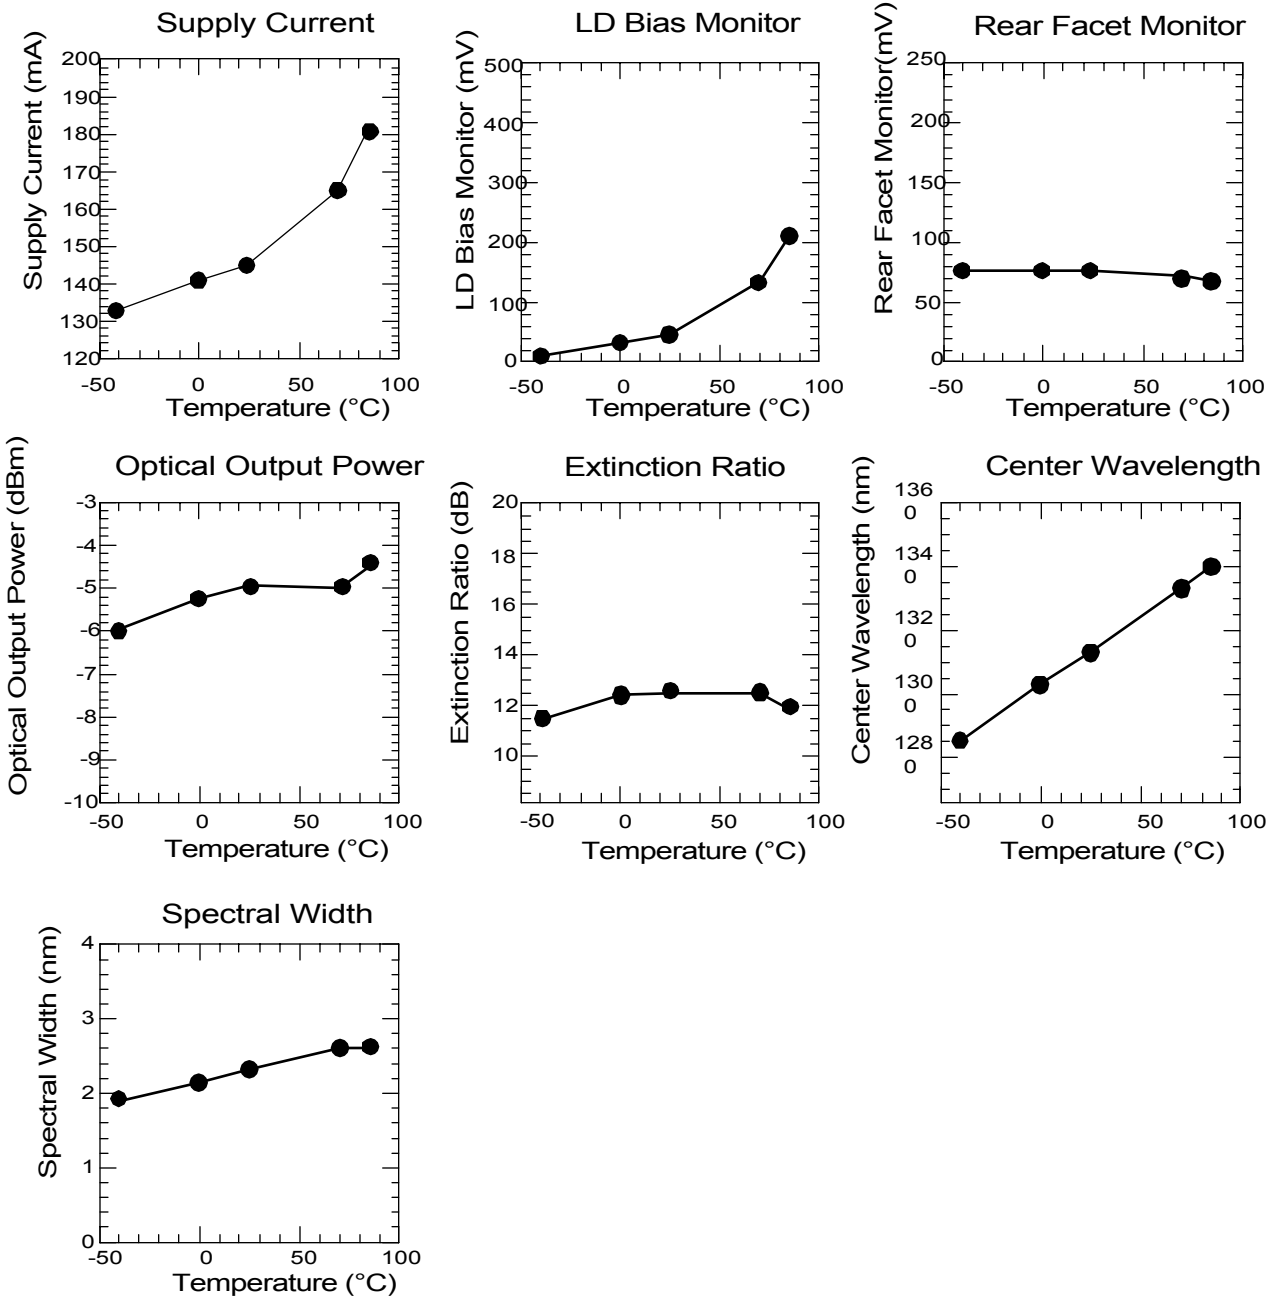 Supply Current
Supply Current (mA)
200
190
180
170
160
150
140
130
120
-50 0 50 100
Temperature (°C)
LD Bias Monitor
LD Bias Monitor (mV)
500
400
300
200
100
0
-50 0 50 100
Temperature (°C)
Rear Facet Monitor
Rear Facet Monitor(mV)
250
200
150
100
50
0
-50 0 50 100
Temperature (°C)
Optical Output Power
Optical Output Power (dBm)
-3
-4
-5
-6
-7
-8
-9
-10
-50 0 50 100
Temperature (°C)
Extinction Ratio
Extinction Ratio (dB)
20
18
16
14
12
10
-50 0 50 100
Temperature (°C)
Center Wavelength
Center Wavelength (nm)
136
0
134
0
132
0
130
0
128
0
-50 0 50 100
Temperature (°C)
Spectral Width
Spectral Width (nm)
4
3
2
1
0
-50 0 50 100
Temperature (°C)